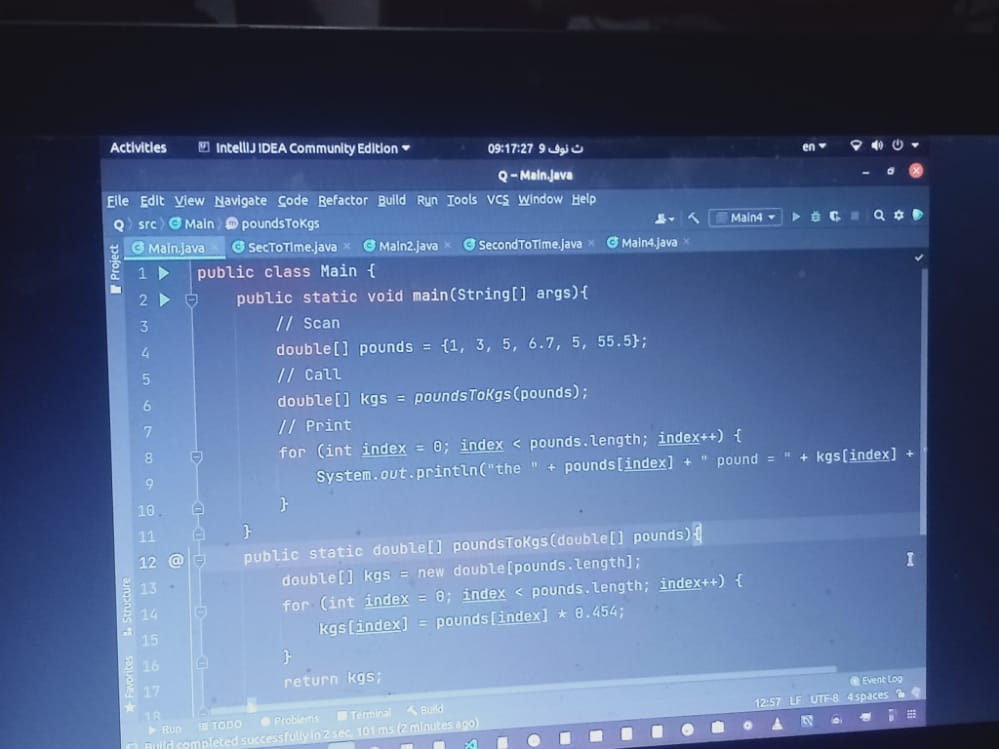 Activities IntelliJ IDEA Community Edition 09:17:27 9 نوف ث en
Q – Main.java
File Edit View Navigate Code Refactor Build Run Tools VCS Window Help
Q src Main poundsToKgs Main4
Main.java SecToTime.java Main2.java SecondToTime.java Main4.java
Project
1 public class Main {
2 public static void main(String[] args){
3 // Scan
4 double[] pounds = {1, 3, 5, 6.7, 5, 55.5};
5 // Call
6 double[] kgs = poundsToKgs(pounds);
7 // Print
8 for (int index = 0; index < pounds.length; index++) {
9 System.out.println("the " + pounds[index] + " pound = " + kgs[index] + "
10 }
11 }
12 @ public static double[] poundsToKgs(double[] pounds){
13 double[] kgs = new double[pounds.length];
14 for (int index = 0; index < pounds.length; index++) {
15 kgs[index] = pounds[index] * 0.454;
16 }
17 return kgs;
18
Structure
Favorites
Run TODO Problems Terminal Build Event Log
Build completed successfully in 2 sec, 101 ms (2 minutes ago) 12:57 LF UTF-8 4 spaces